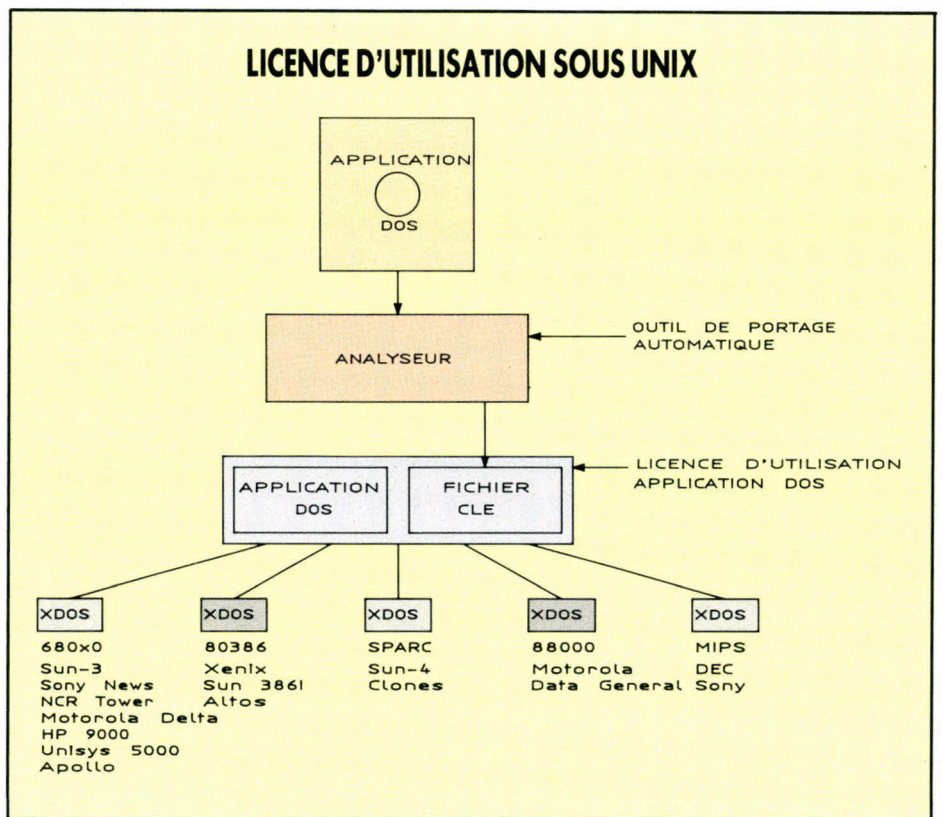 LICENCE D'UTILISATION SOUS UNIX
APPLICATION
DOS
ANALYSEUR
OUTIL DE PORTAGE
AUTOMATIQUE
LICENCE D'UTILISATION
APPLICATION DOS
APPLICATION
DOS
FICHIER
CLE
XDOS
680x0
Sun-3
Sony News
NCR Tower
Motorola Delta
HP 9000
Unisys 5000
Apollo
XDOS
80386
Xenix
Sun 386i
Altos
XDOS
SPARC
Sun-4
Clones
XDOS
88000
Motorola
Data General
XDOS
MIPS
DEC
Sony